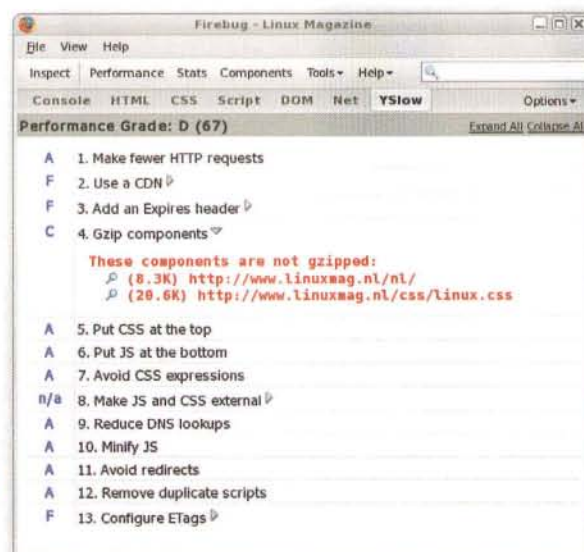 Firebug - Linux Magazine
File View Help
Inspect Performance Stats Components Tools Help
Console HTML CSS Script DOM Net YSlow Options
Performance Grade: D (67) Expand All Collapse Al
A 1. Make fewer HTTP requests
F 2. Use a CDN
F 3. Add an Expires header
C 4. Gzip components
These components are not gzipped:
(8.3K) http://www.linuxmag.nl/nl/
(20.6K) http://www.linuxmag.nl/css/linux.css
A 5. Put CSS at the top
A 6. Put JS at the bottom
A 7. Avoid CSS expressions
n/a 8. Make JS and CSS external
A 9. Reduce DNS lookups
A 10. Minify JS
A 11. Avoid redirects
A 12. Remove duplicate scripts
F 13. Configure ETags